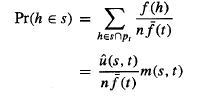 Pr(h ∈ s) = ∑_{h∈s∩p_t} f(h) / n f̄(t)
= û(s, t) / n f̄(t) m(s, t)